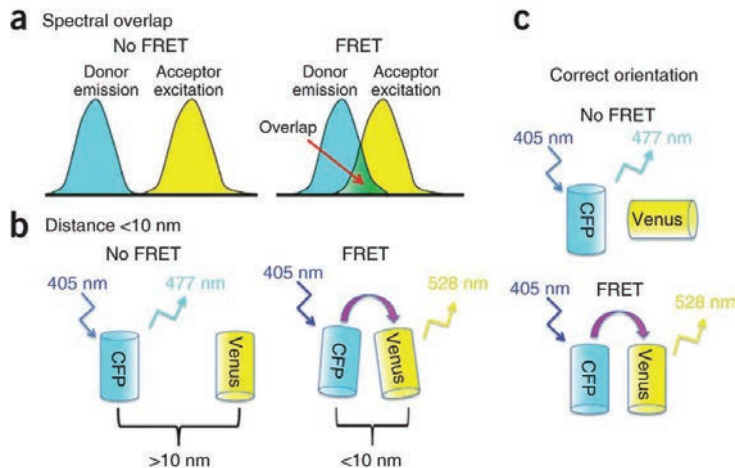 a Spectral overlap
No FRET
Donor emission
Acceptor excitation
FRET
Donor emission
Acceptor excitation
Overlap
b Distance <10 nm
No FRET
405 nm
477 nm
CFP
Venus
>10 nm
FRET
405 nm
528 nm
CFP
Venus
<10 nm
c
Correct orientation
No FRET
405 nm
477 nm
CFP
Venus
FRET
405 nm
528 nm
CFP
Venus